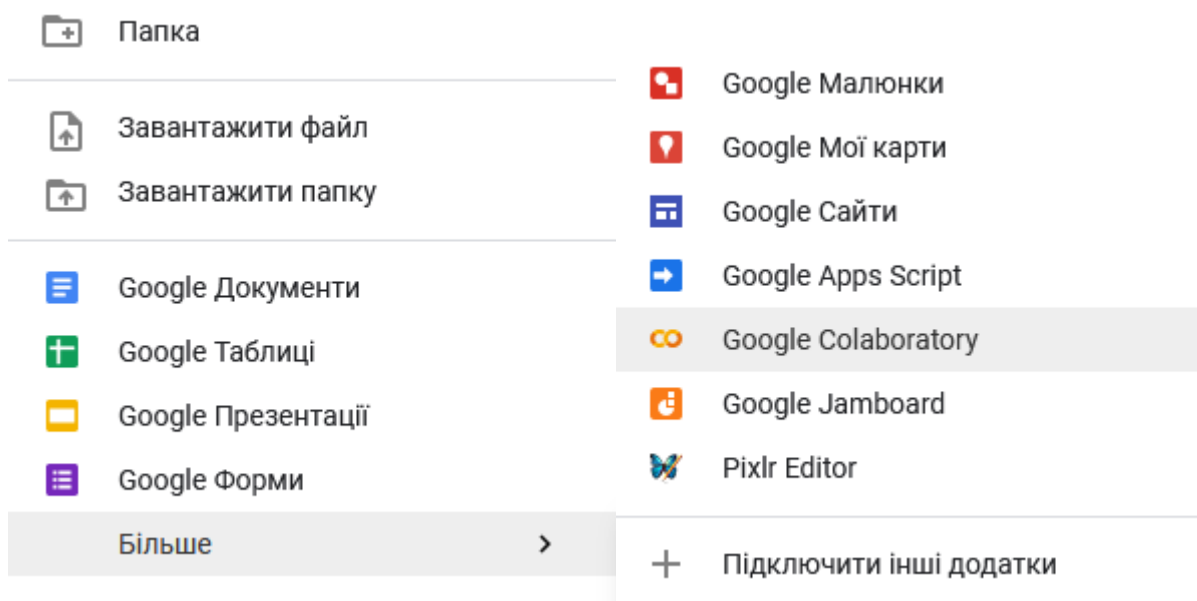 Папка
Завантажити файл
Завантажити папку
Google Документи
Google Таблиці
Google Презентації
Google Форми
Більше
Google Малюнки
Google Мої карти
Google Сайти
Google Apps Script
Google Colaboratory
Google Jamboard
Pixlr Editor
Підключити інші додатки